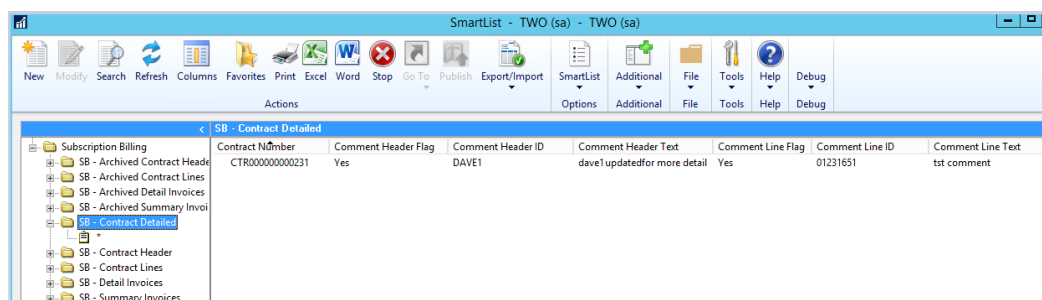 SmartList - TWO (sa) - TWO (sa)
New Modify Search Refresh Columns Favorites Print Excel Word Stop Go To Publish Export/Import SmartList Additional File Tools Help Debug
Actions Options Additional File Tools Help Debug
< SB - Contract Detailed
Subscription Billing Contract Number Comment Header Flag Comment Header ID Comment Header Text Comment Line Flag Comment Line ID Comment Line Text
SB - Archived Contract Heade CTR000000000231 Yes DAVE1 dave1updatedfor more detail Yes 01231651 tst comment
SB - Archived Contract Lines
SB - Archived Detail Invoices
SB - Archived Summary Invoi
SB - Contract Detailed
*
SB - Contract Header
SB - Contract Lines
SB - Detail Invoices
SB - Summary Invoices